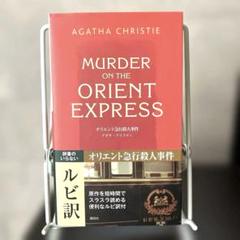 AGATHA CHRISTIE
MURDER
ON THE
ORIENT
EXPRESS
オリエント急行殺人事件
アガサ・クリスティ
辞書のいらない
ルビ訳
オリエント急行殺人事件
原作を短時間で
スラスラ読める
便利なルビ訳付